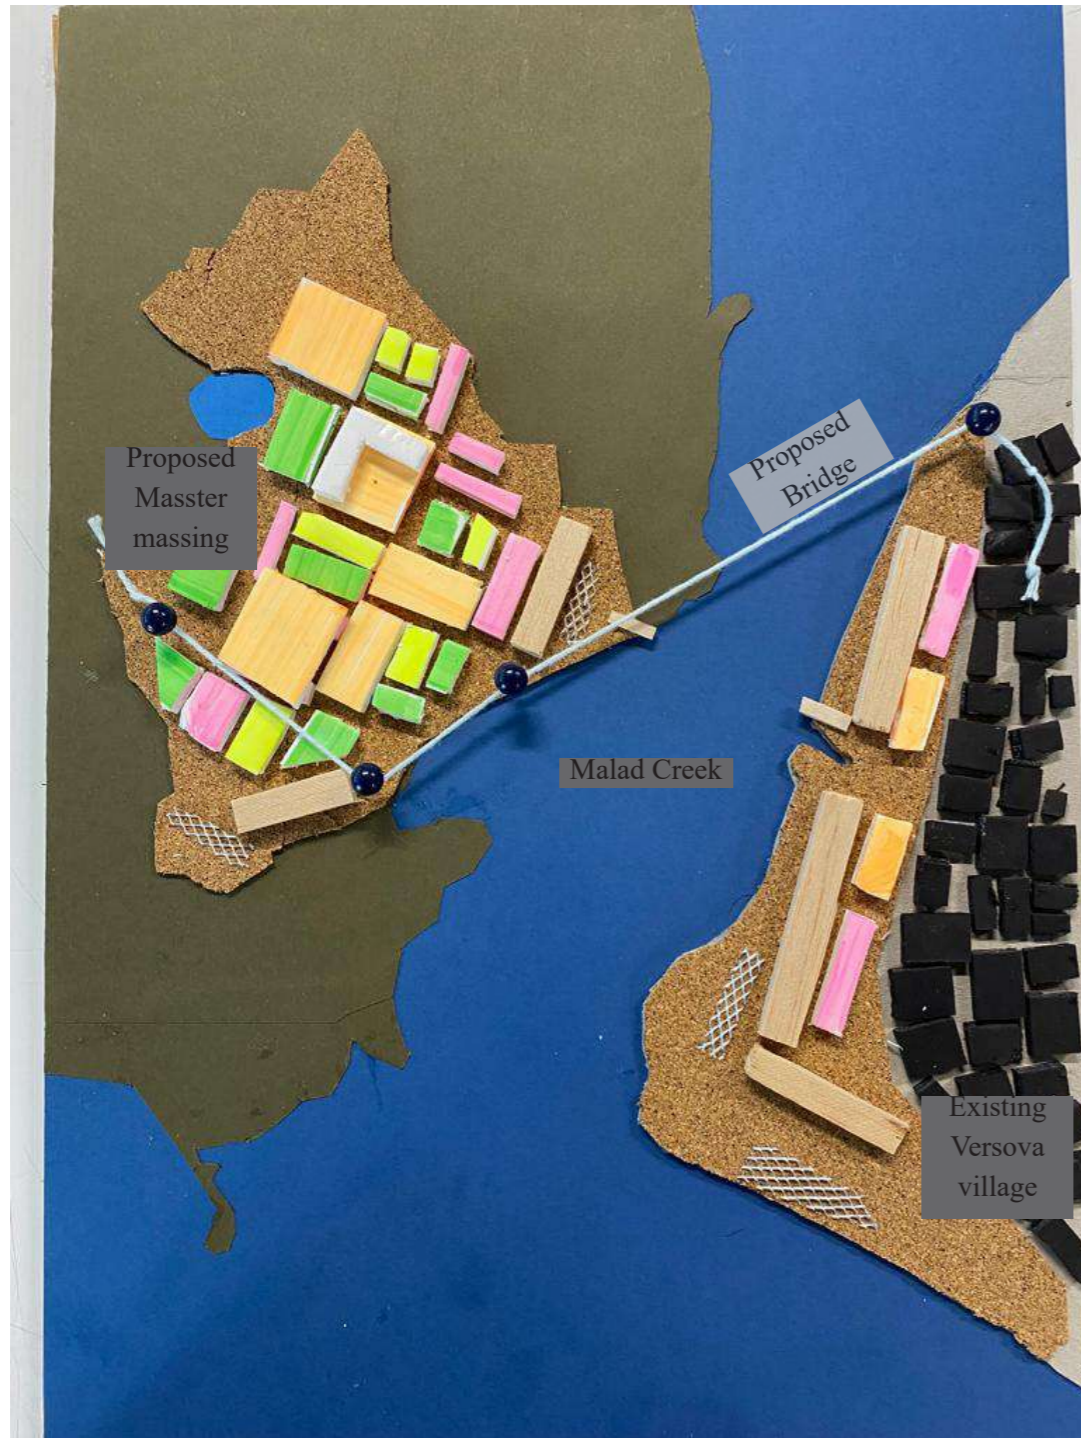 Proposed
Bridge
Proposed
Masster
massing
Malad Creek
Existing
Versova
village